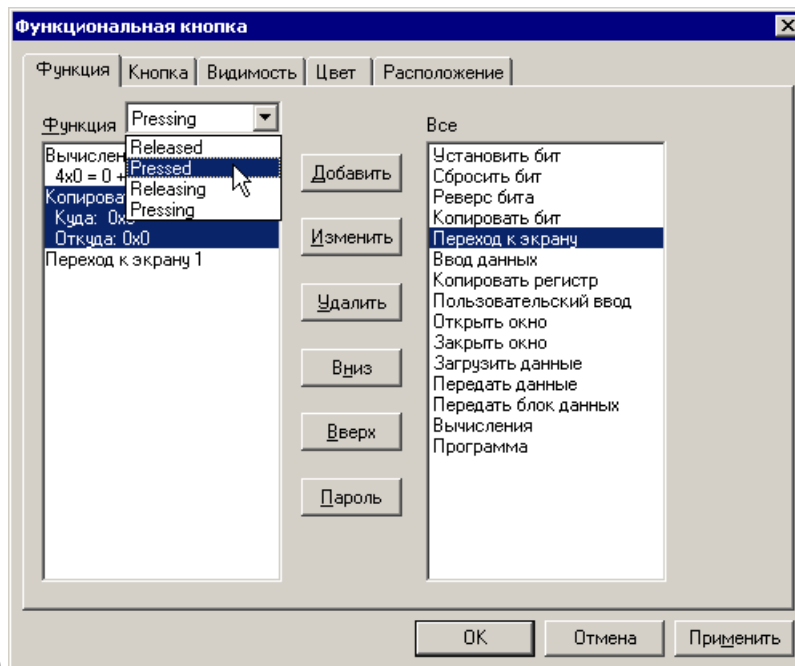 Функциональная кнопка
Функция
Кнопка
Видимость
Цвет
Расположение
Функция
Pressing
Released
Pressed
Releasing
Pressing
4x0 = 0 +
Куда: 0x
Откуда: 0x0
Переход к экрану 1
Добавить
Изменить
Удалить
Вниз
Вверх
Пароль
Все
Установить бит
Сбросить бит
Реверс бита
Копировать бит
Переход к экрану
Ввод данных
Копировать регистр
Пользовательский ввод
Открыть окно
Закрыть окно
Загрузить данные
Передать данные
Передать блок данных
Вычисления
Программа
OK
Отмена
Применить